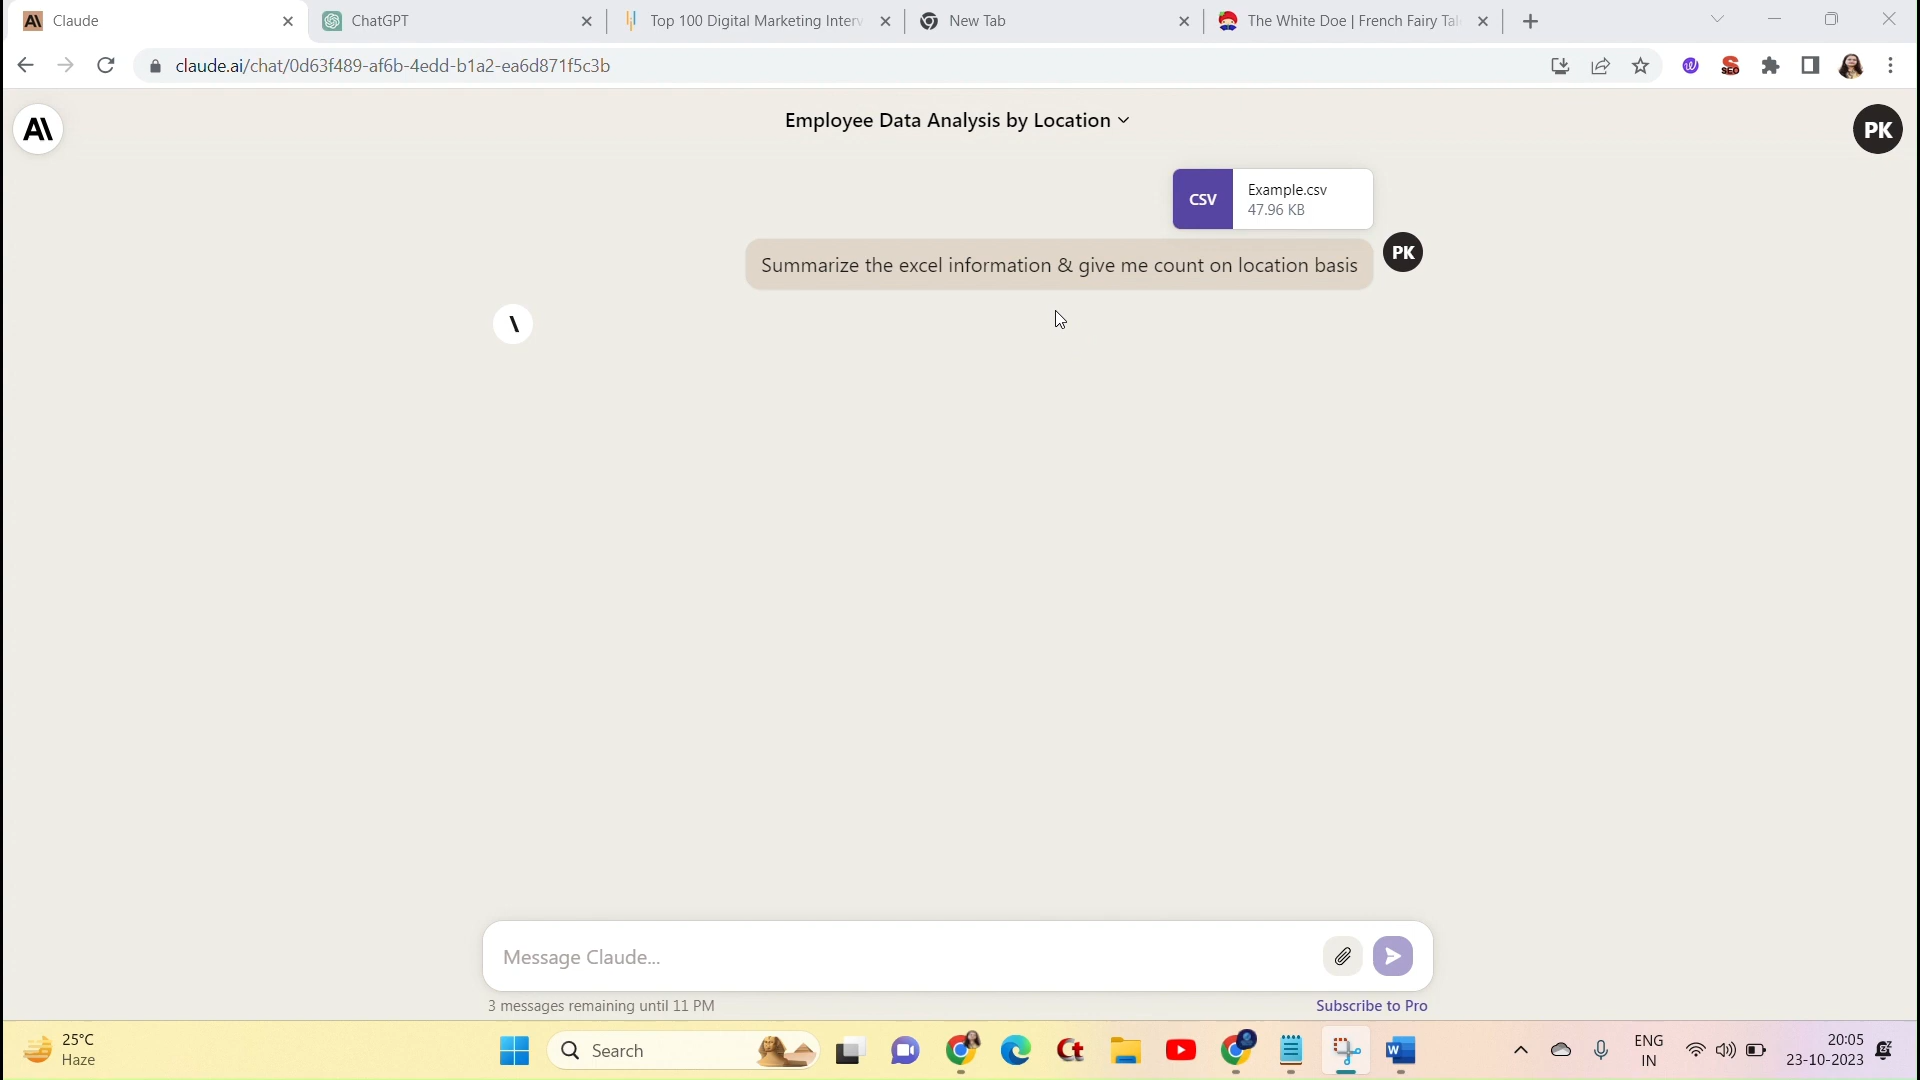 Claude
ChatGPT
Top 100 Digital Marketing Interv
New Tab
The White Doe | French Fairy Tal
claude.ai/chat/0d63f489-af6b-4edd-b1a2-ea6d871f5c3b
SEO
A\
Employee Data Analysis by Location
PK
CSV
Example.csv
47.96 KB
Summarize the excel information & give me count on location basis
PK
\
Message Claude...
3 messages remaining until 11 PM
Subscribe to Pro
25°C
Haze
Search
Ct
W
ENG
IN
20:05
23-10-2023